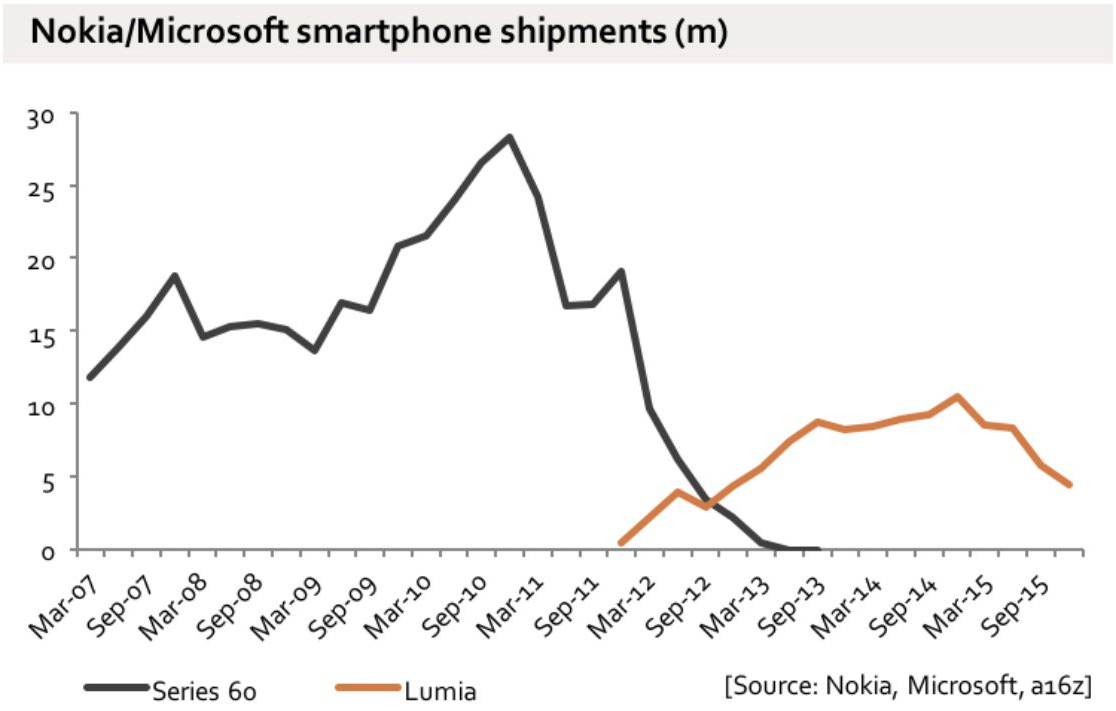 Nokia/Microsoft smartphone shipments (m)
30
25
20
15
10
5
0
Mar-07
Sep-07
Mar-08
Sep-08
Mar-09
Sep-09
Mar-10
Sep-10
Mar-11
Sep-11
Mar-12
Sep-12
Mar-13
Sep-13
Mar-14
Sep-14
Mar-15
Sep-15
Series 60
Lumia
[Source: Nokia, Microsoft, a16z]